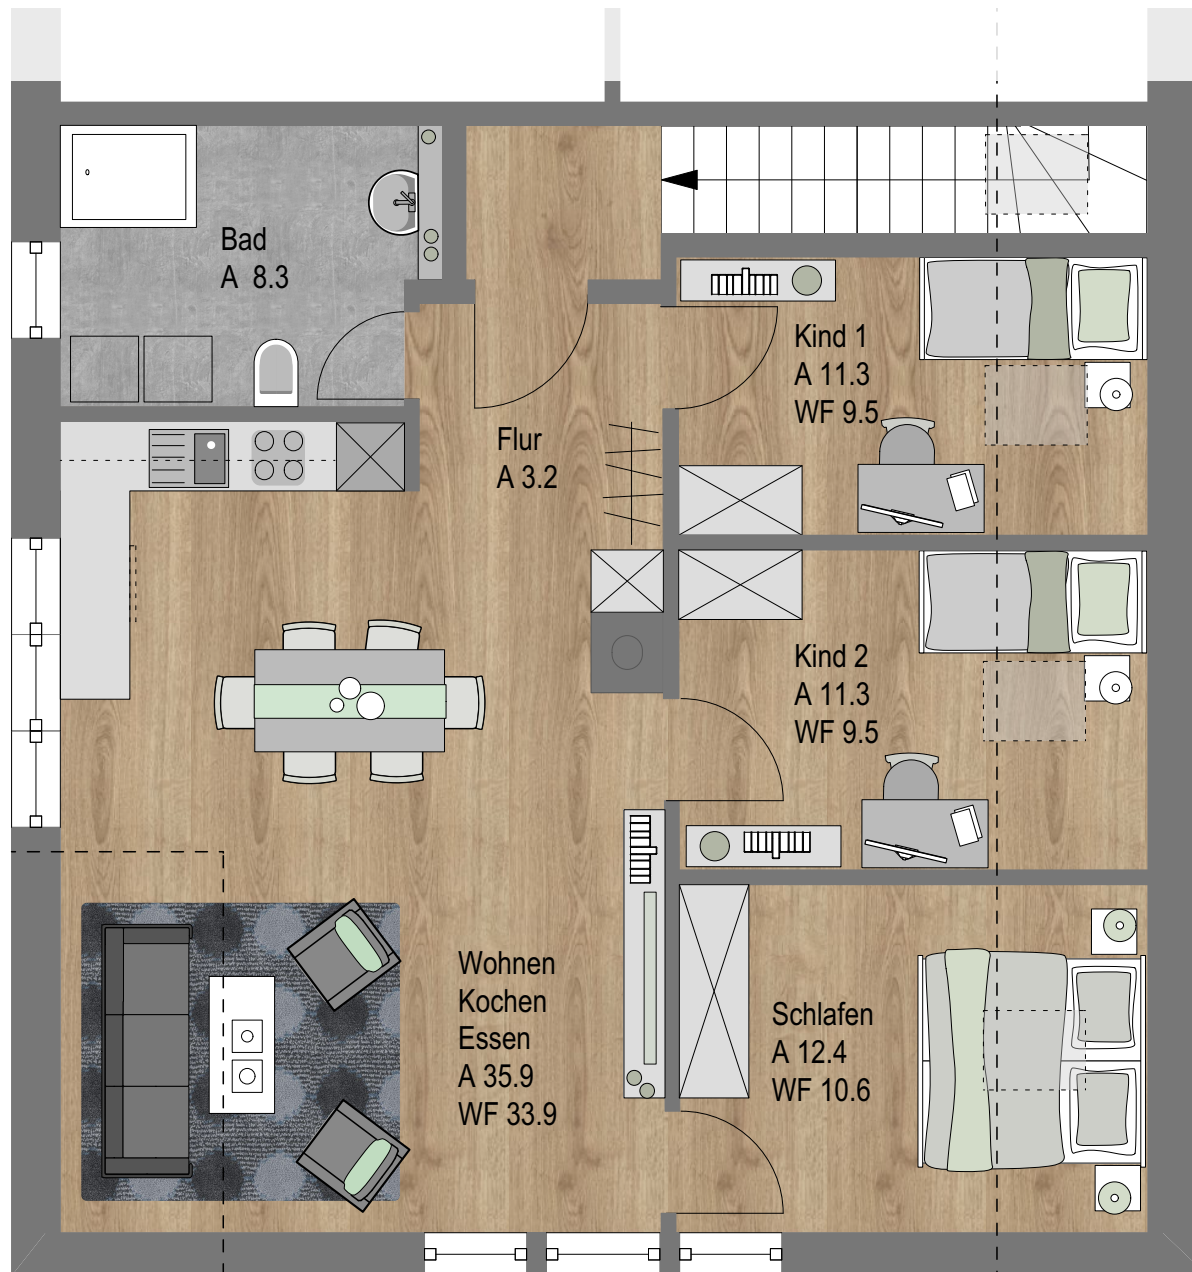 Bad
A 8.3
Kind 1
A 11.3
WF 9.5
Flur
A 3.2
Kind 2
A 11.3
WF 9.5
Wohnen
Kochen
Essen
A 35.9
WF 33.9
Schlafen
A 12.4
WF 10.6